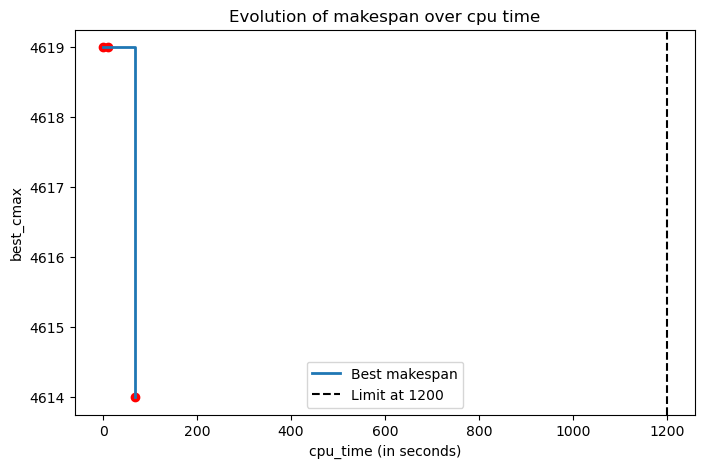 Evolution of makespan over cpu time
best_cmax
4619
4618
4617
4616
4615
4614
Best makespan
Limit at 1200
0
200
400
600
800
1000
1200
cpu_time (in seconds)